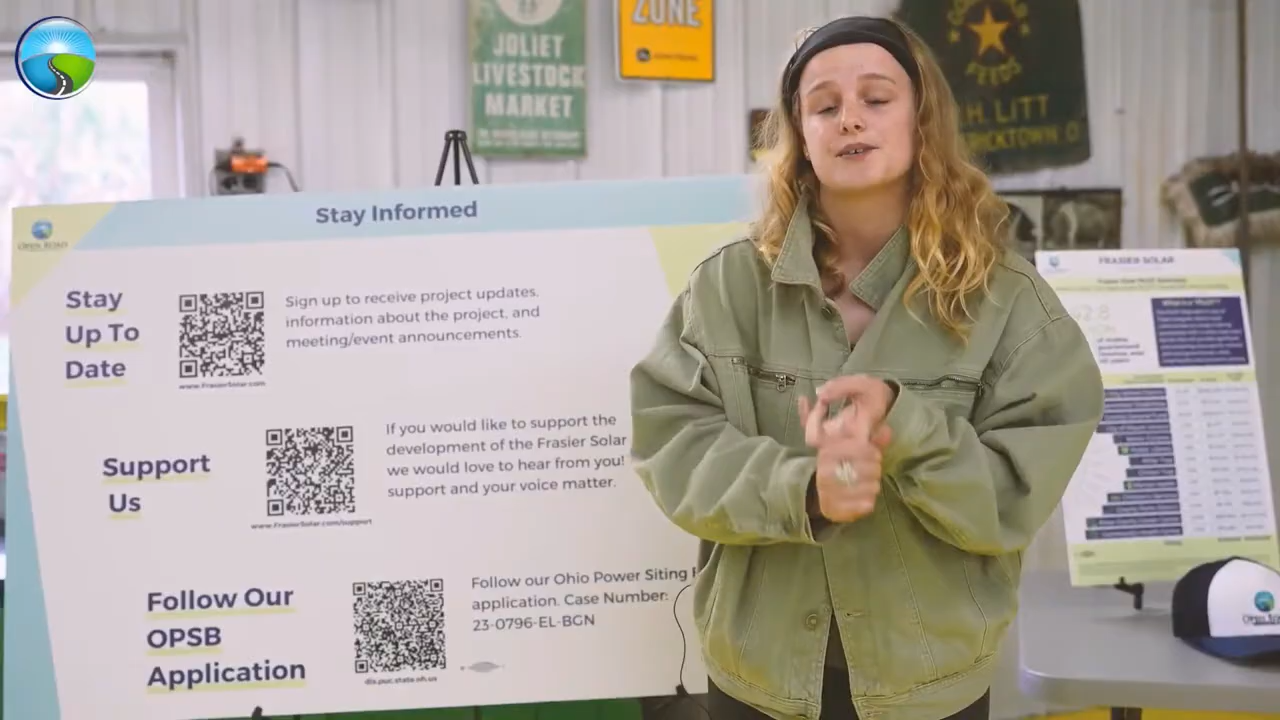 ZONE
JOLIET
LIVESTOCK
MARKET
FEEDS
H. LITT
Stay Informed
OPEN ROAD
Stay
Up To
Date
www.FrasierSolar.com
Sign up to receive project updates,
information about the project, and
meeting/event announcements.
Support
Us
www.FrasierSolar.com/support
If you would like to support the
development of the Frasier Solar
we would love to hear from you!
support and your voice matter.
Follow Our
OPSB
Application
dis.puc.state.oh.us
Follow our Ohio Power Siting
application. Case Number:
23-0796-EL-BGN
FRASIER SOLAR